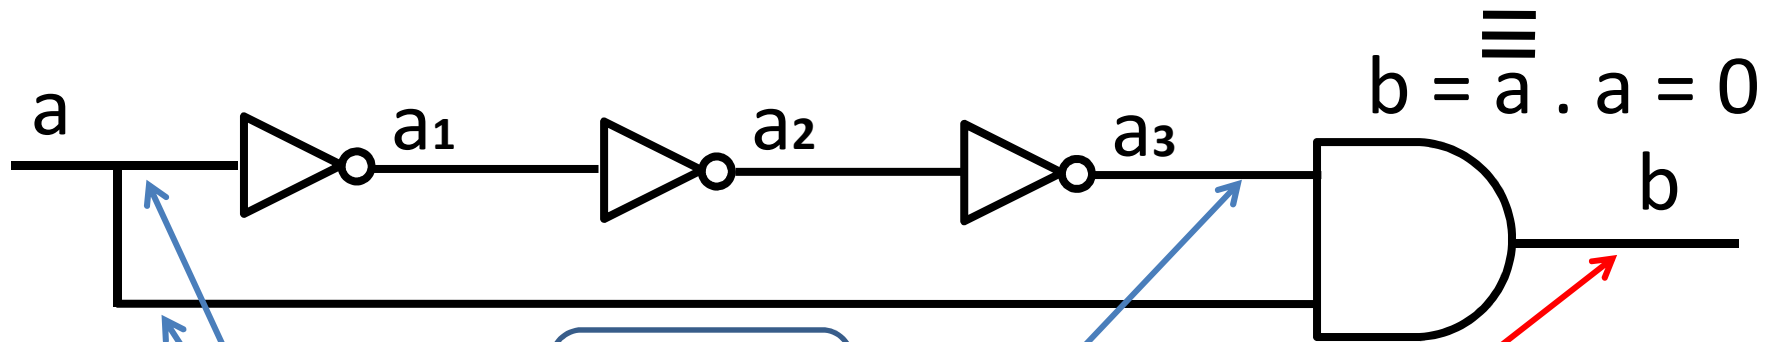 b = a̿̅ . a = 0
a
a1
a2
a3
b